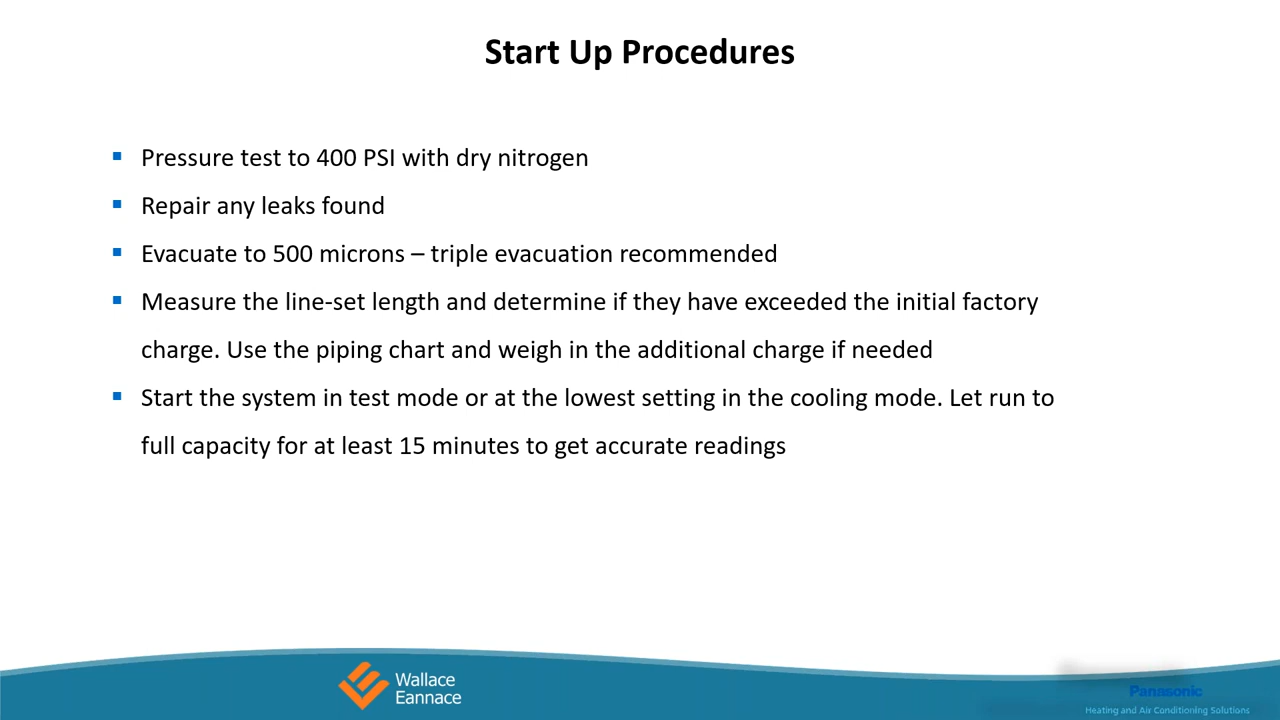 Start Up Procedures
Pressure test to 400 PSI with dry nitrogen
Repair any leaks found
Evacuate to 500 microns – triple evacuation recommended
Measure the line-set length and determine if they have exceeded the initial factory
charge. Use the piping chart and weigh in the additional charge if needed
Start the system in test mode or at the lowest setting in the cooling mode. Let run to
full capacity for at least 15 minutes to get accurate readings
Wallace
Eannace
Panasonic
Heating and Air Conditioning Solutions